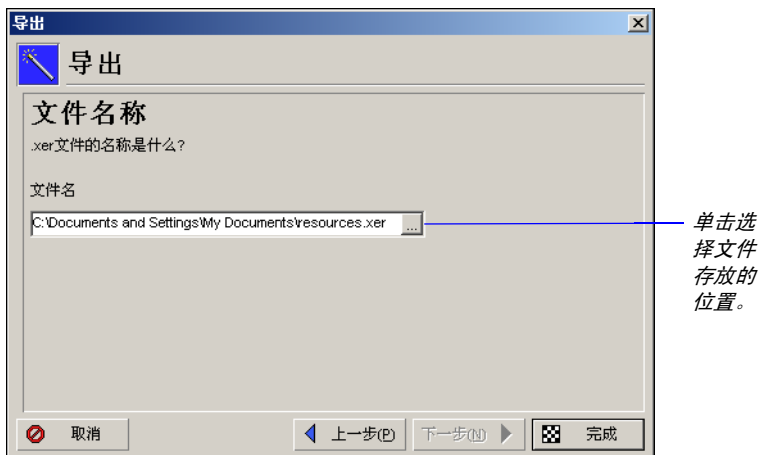 导出
导出
文件名称
.xer文件的名称是什么?
文件名
C:\Documents and Settings\My Documents\resources.xer ...
单击选
择文件
存放的
位置。
取消 上一步(P) 下一步(N) 完成